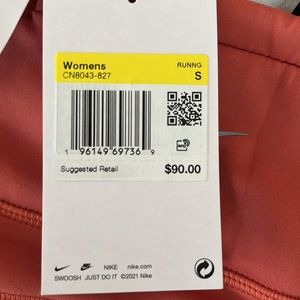 Womens
RUNNG
CN8043-827
S
1 96149 69736 9
Suggested Retail
$90.00
NIKE nike.com
SWOOSH JUST DO IT ©2021 Nike